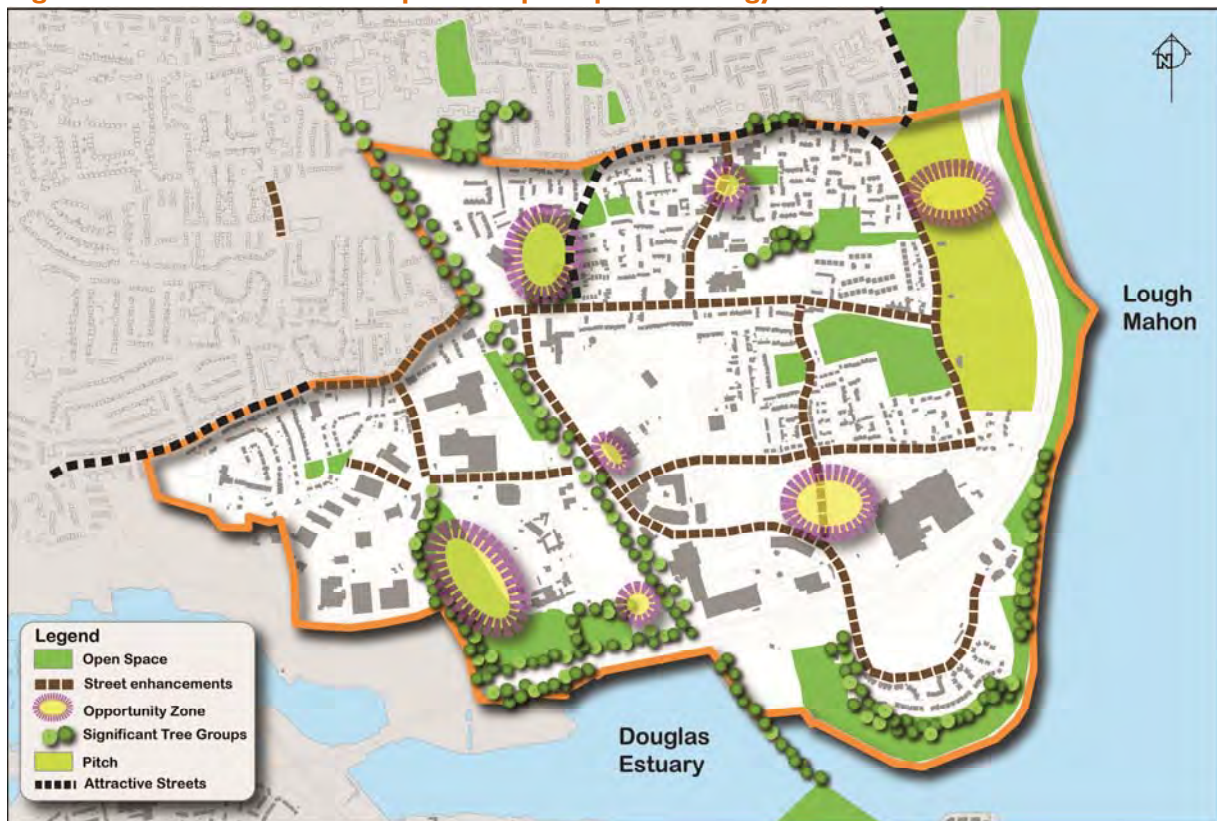 N
Lough
Mahon
Douglas
Estuary
Legend
Open Space
Street enhancements
Opportunity Zone
Significant Tree Groups
Pitch
Attractive Streets